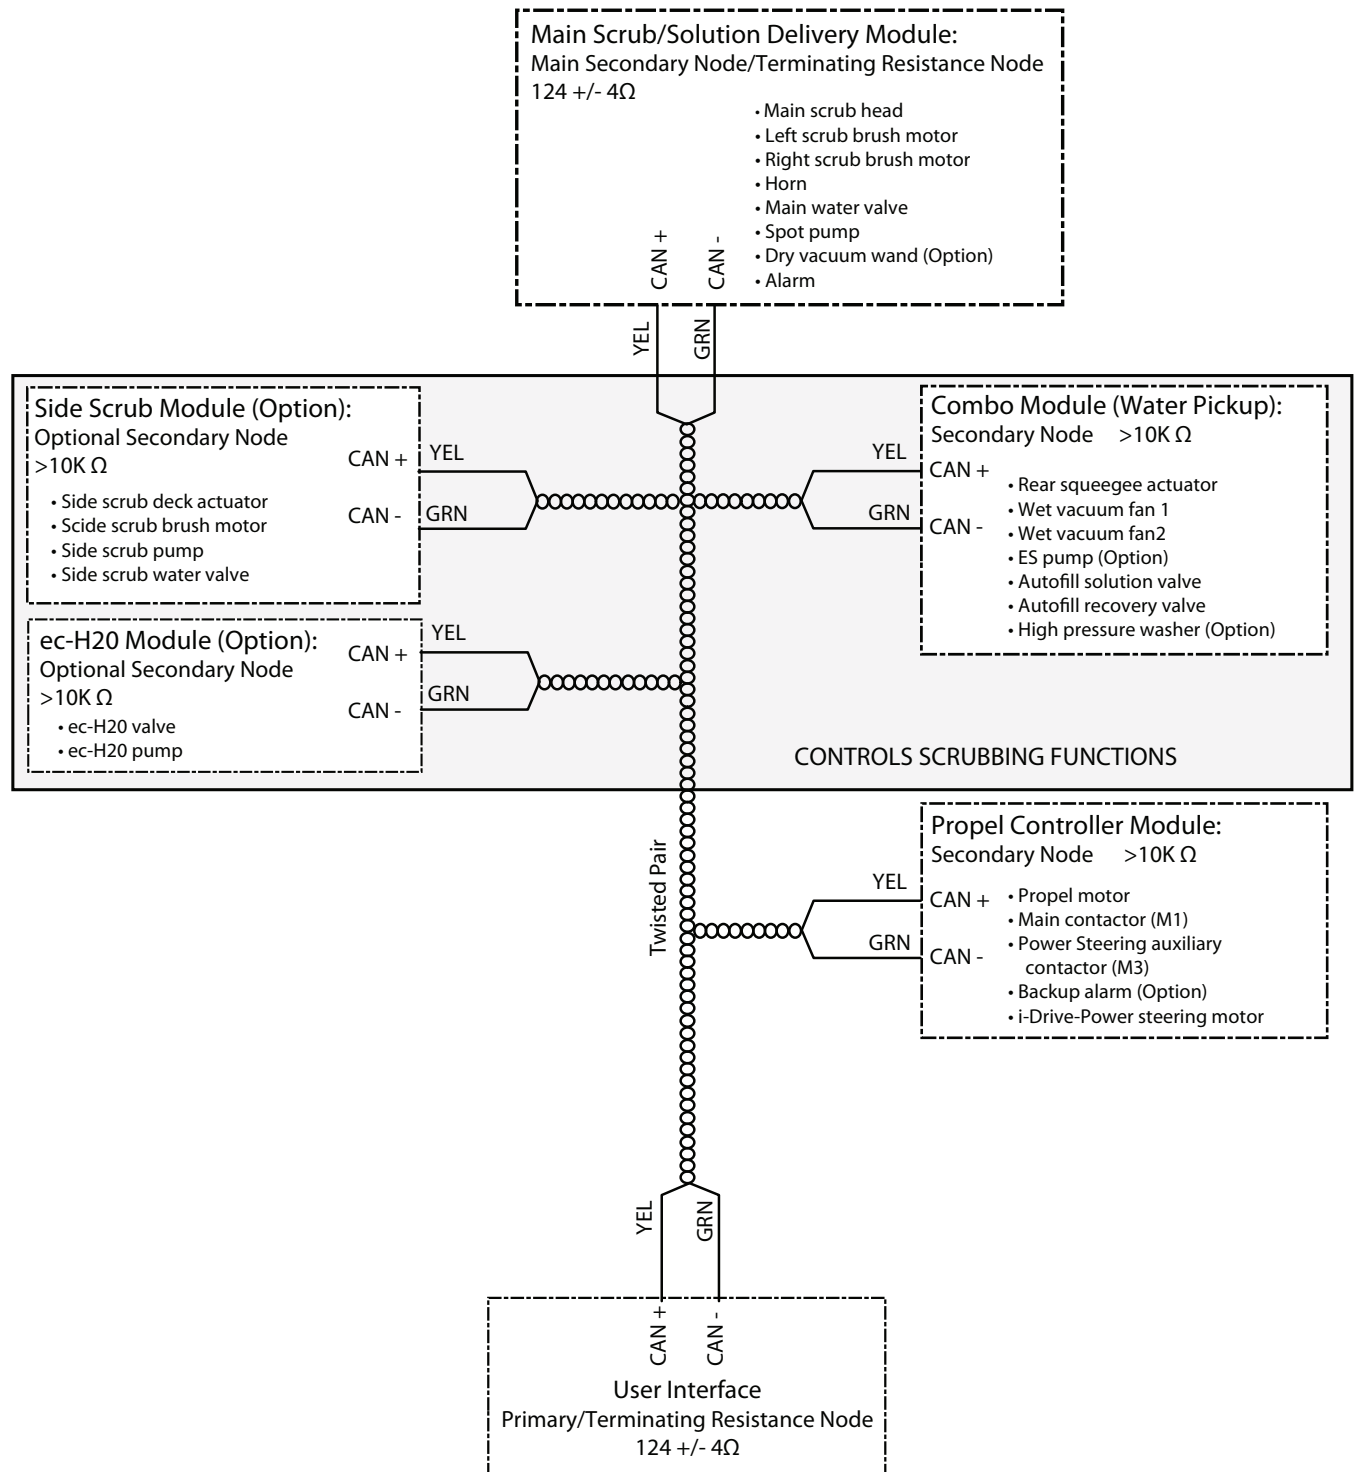 Main Scrub/Solution Delivery Module:
Main Secondary Node/Terminating Resistance Node
124 +/- 4Ω
• Main scrub head
• Left scrub brush motor
• Right scrub brush motor
• Horn
• Main water valve
• Spot pump
• Dry vacuum wand (Option)
• Alarm
CAN +
CAN -
YEL
GRN
Side Scrub Module (Option):
Optional Secondary Node
>10K Ω
• Side scrub deck actuator
• Scide scrub brush motor
• Side scrub pump
• Side scrub water valve
CAN +
CAN -
YEL
GRN
Combo Module (Water Pickup):
Secondary Node >10K Ω
YEL
GRN
CAN +
CAN -
• Rear squeegee actuator
• Wet vacuum fan 1
• Wet vacuum fan2
• ES pump (Option)
• Autofill solution valve
• Autofill recovery valve
• High pressure washer (Option)
ec-H20 Module (Option):
Optional Secondary Node
>10K Ω
• ec-H20 valve
• ec-H20 pump
CAN +
CAN -
YEL
GRN
CONTROLS SCRUBBING FUNCTIONS
Twisted Pair
Propel Controller Module:
Secondary Node >10K Ω
YEL
GRN
CAN +
CAN -
• Propel motor
• Main contactor (M1)
• Power Steering auxiliary
contactor (M3)
• Backup alarm (Option)
• i-Drive-Power steering motor
YEL
GRN
CAN +
CAN -
User Interface
Primary/Terminating Resistance Node
124 +/- 4Ω